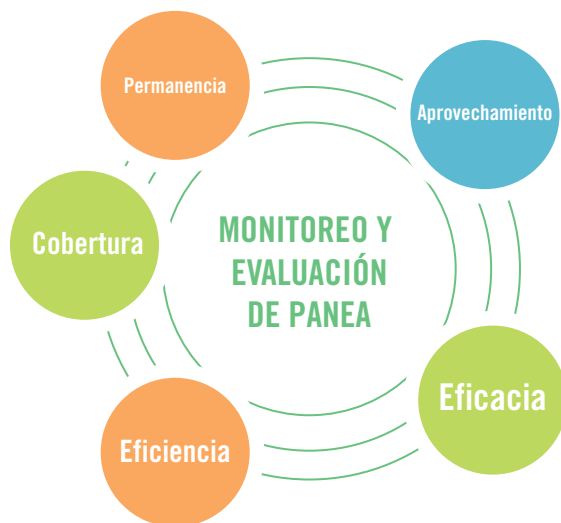 Permanencia
Aprovechamiento
Cobertura
MONITOREO Y
EVALUACIÓN
DE PANEA
Eficacia
Eficiencia